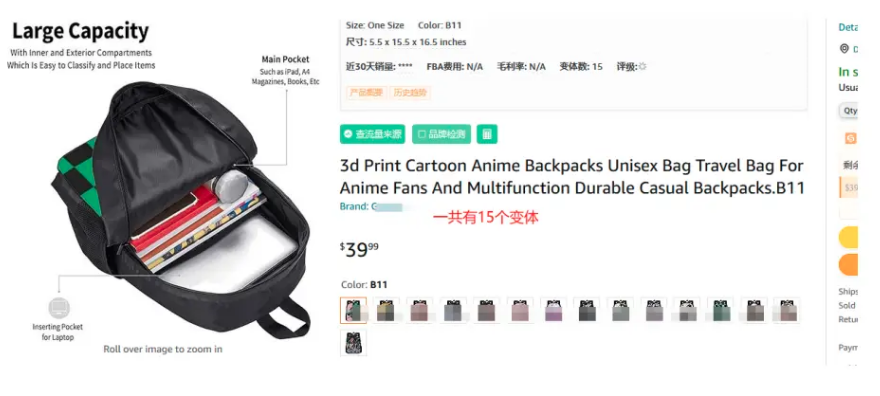 Large Capacity
With Inner and Exterior Compartments
Which Is Easy to Classify and Place Items
Main Pocket
Such as iPad, A4
Magazines, Books, Etc
Inserting Pocket
for Laptop
Roll over image to zoom in
Size: One Size Color: B11
尺寸: 5.5 x 15.5 x 16.5 inches
近30天销量: **** FBA费用: N/A 毛利率: N/A 变体数: 15 评级:
产品概要 历史趋势
查流量来源 品牌检测
3d Print Cartoon Anime Backpacks Unisex Bag Travel Bag For
Anime Fans And Multifunction Durable Casual Backpacks.B11
Brand:
一共有15个变体
$39.99
Color: B11
Deta
In s
Usua
Qty
剩余
$39
Ships
Sold
Retu
Paym